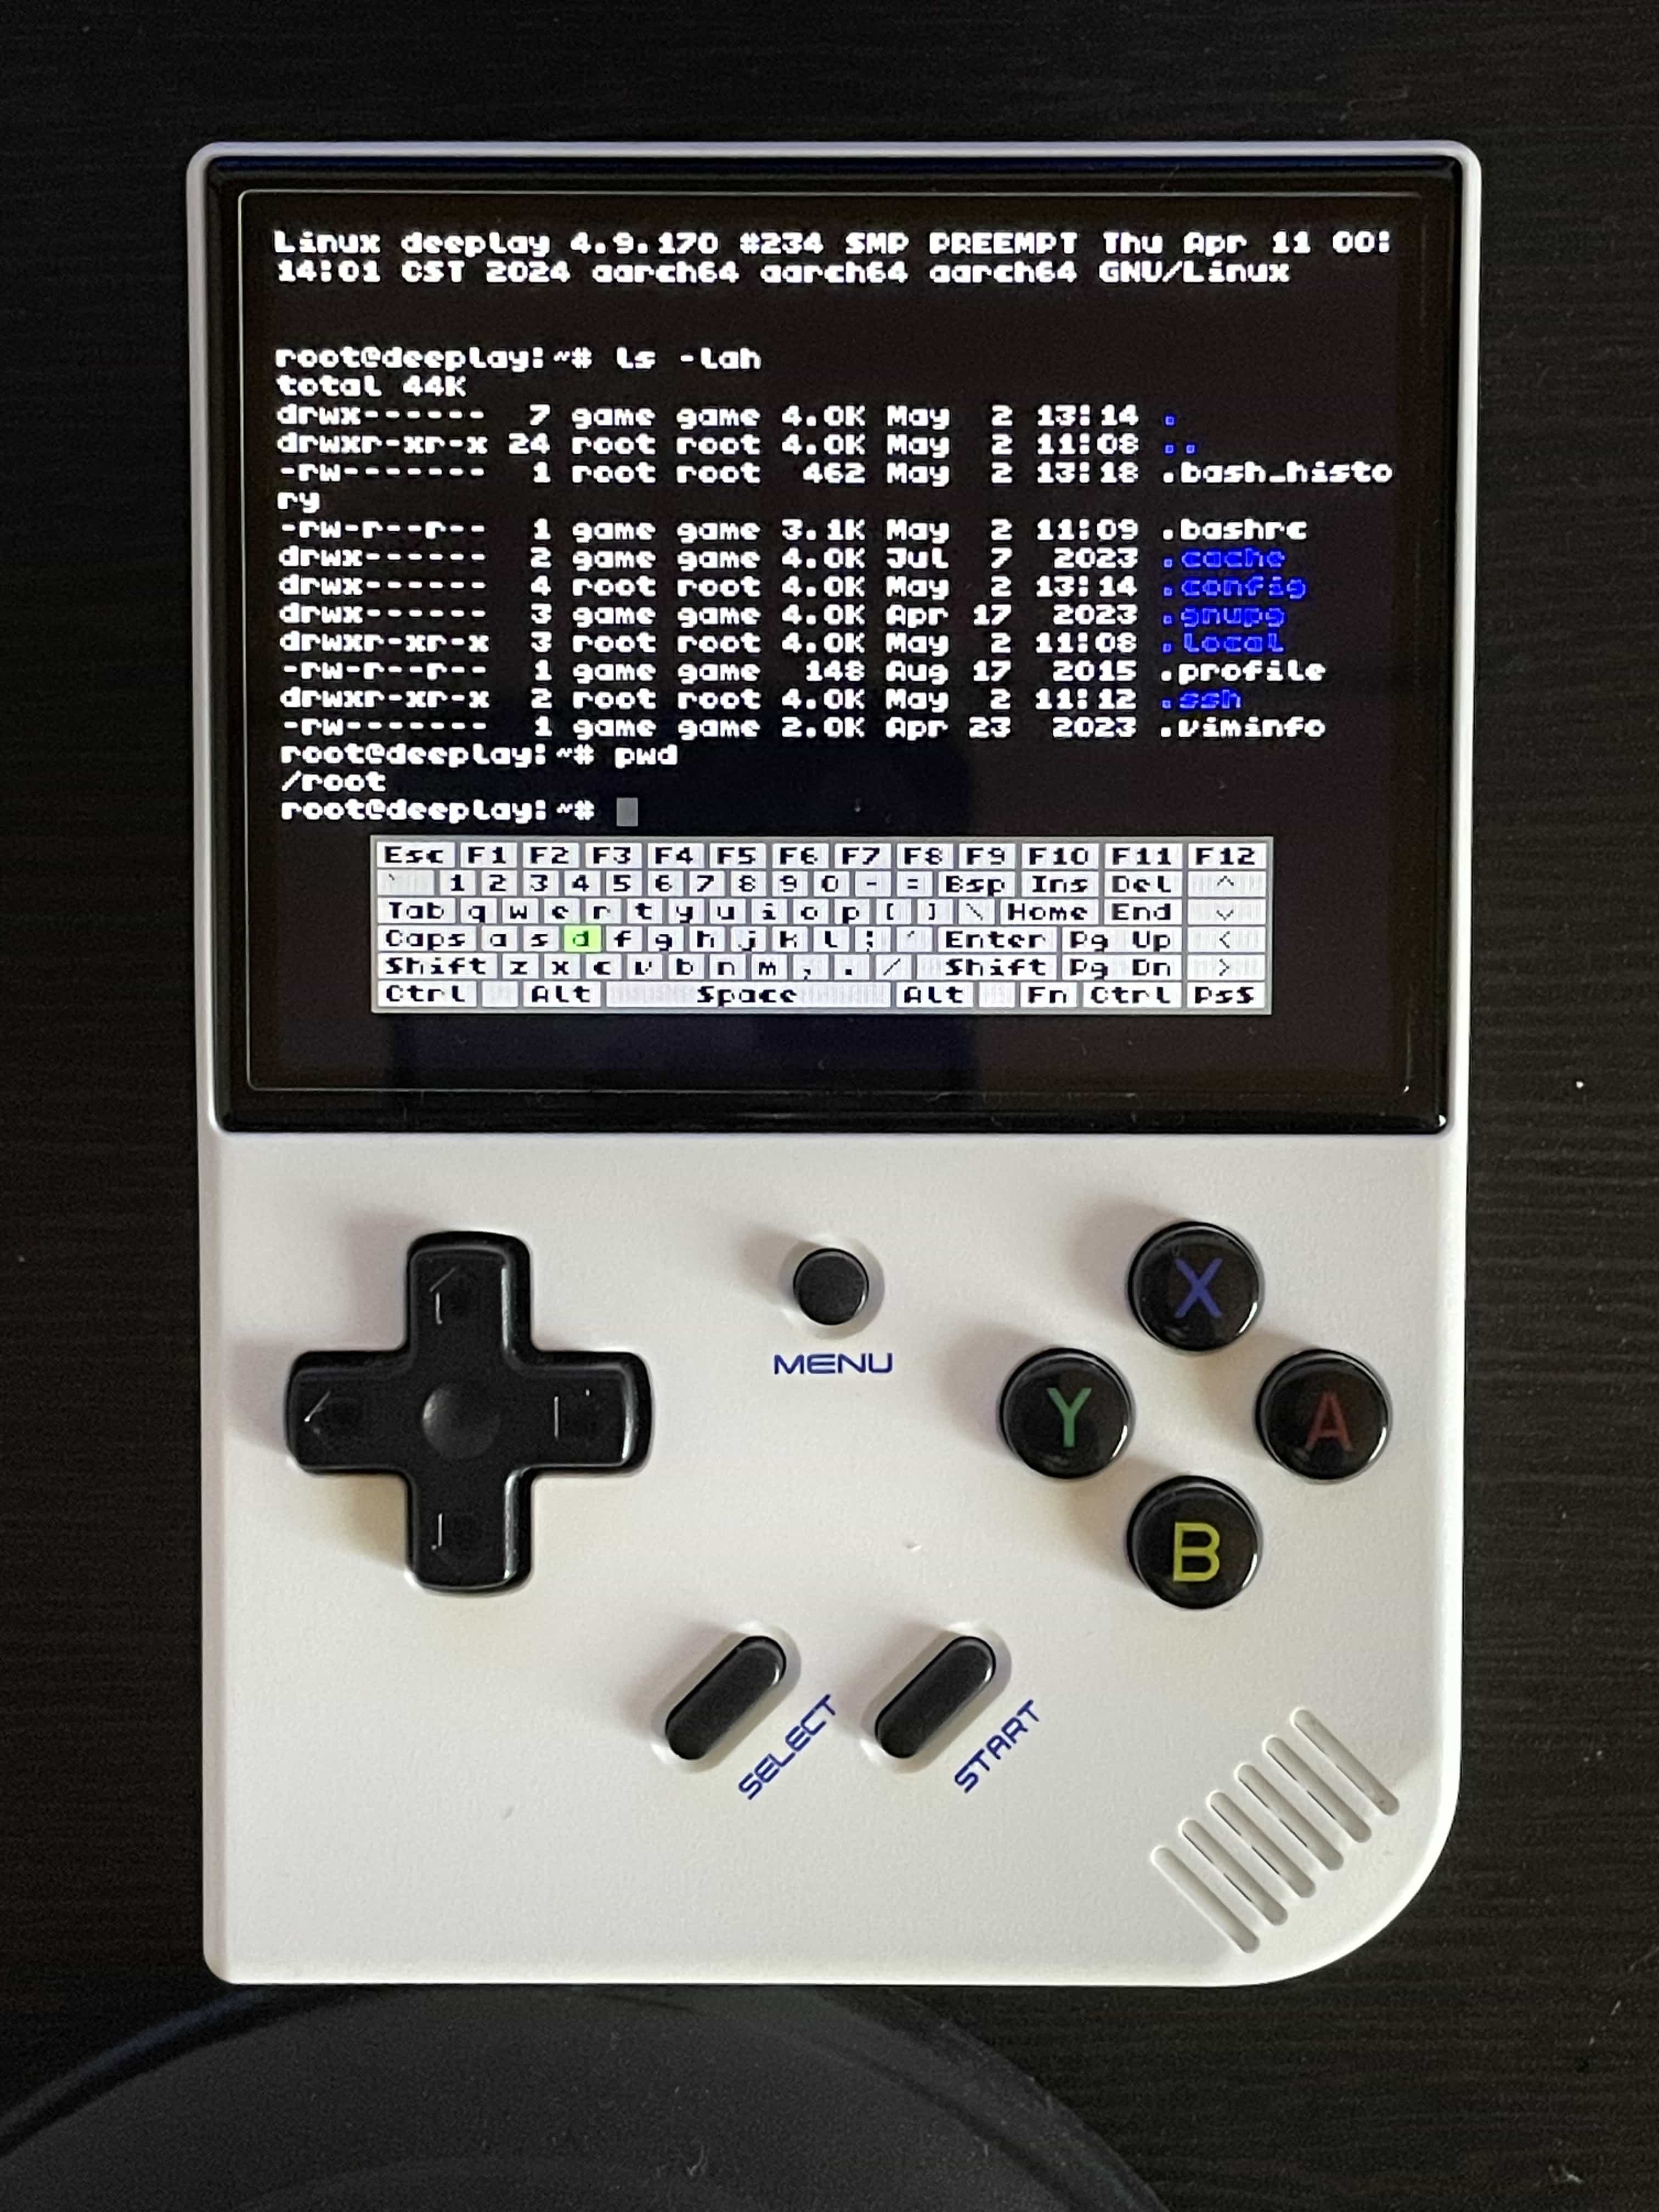 Linux deeplay 4.9.170 #234 SMP PREEMPT Thu Apr 11 00:
14:01 CST 2024 aarch64 aarch64 aarch64 GNU/Linux
root@deeplay:~# ls -lah
total 44K
drwx------  7 game game 4.0K May  2 13:14 .
drwxr-xr-x 24 root root 4.0K May  2 11:08 ..
-rw-------  1 root root  462 May  2 13:18 .bash_histo
ry
-rw-r--r--  1 game game 3.1K May  2 11:09 .bashrc
drwx------  2 game game 4.0K Jul  7  2023 .cache
drwx------  4 root root 4.0K May  2 13:14 .config
drwx------  3 game game 4.0K Apr 17  2023 .gnupg
drwxr-xr-x  3 root root 4.0K May  2 11:08 .local
-rw-r--r--  1 game game  148 Aug 17  2015 .profile
drwxr-xr-x  2 root root 4.0K May  2 11:12 .ssh
-rw-------  1 game game 2.0K Apr 23  2023 .viminfo
root@deeplay:~# pwd
/root
root@deeplay:~#
Esc F1 F2 F3 F4 F5 F6 F7 F8 F9 F10 F11 F12
` 1 2 3 4 5 6 7 8 9 0 - = Bsp Ins Del ^
Tab q w e r t y u i o p [ ] \ Home End v
Caps a s d f g h j k l ; ' Enter Pg Up <
Shift z x c v b n m , . / Shift Pg Dn >
Ctrl Alt Space Alt Fn Ctrl PsS
MENU
X
Y
A
B
SELECT
START